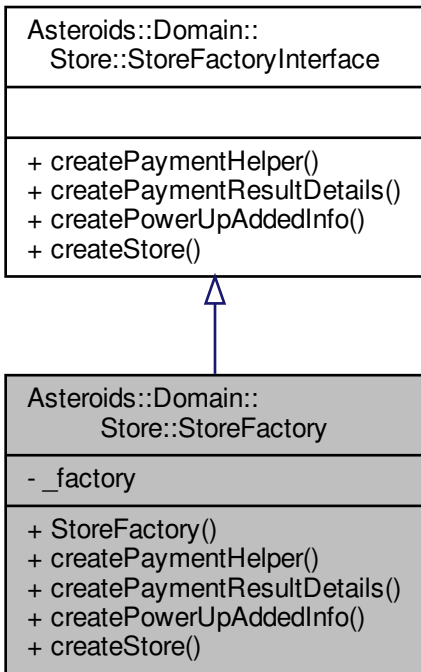 Asteroids::Domain::
Store::StoreFactoryInterface
+ createPaymentHelper()
+ createPaymentResultDetails()
+ createPowerUpAddedInfo()
+ createStore()
Asteroids::Domain::
Store::StoreFactory
- _factory
+ StoreFactory()
+ createPaymentHelper()
+ createPaymentResultDetails()
+ createPowerUpAddedInfo()
+ createStore()